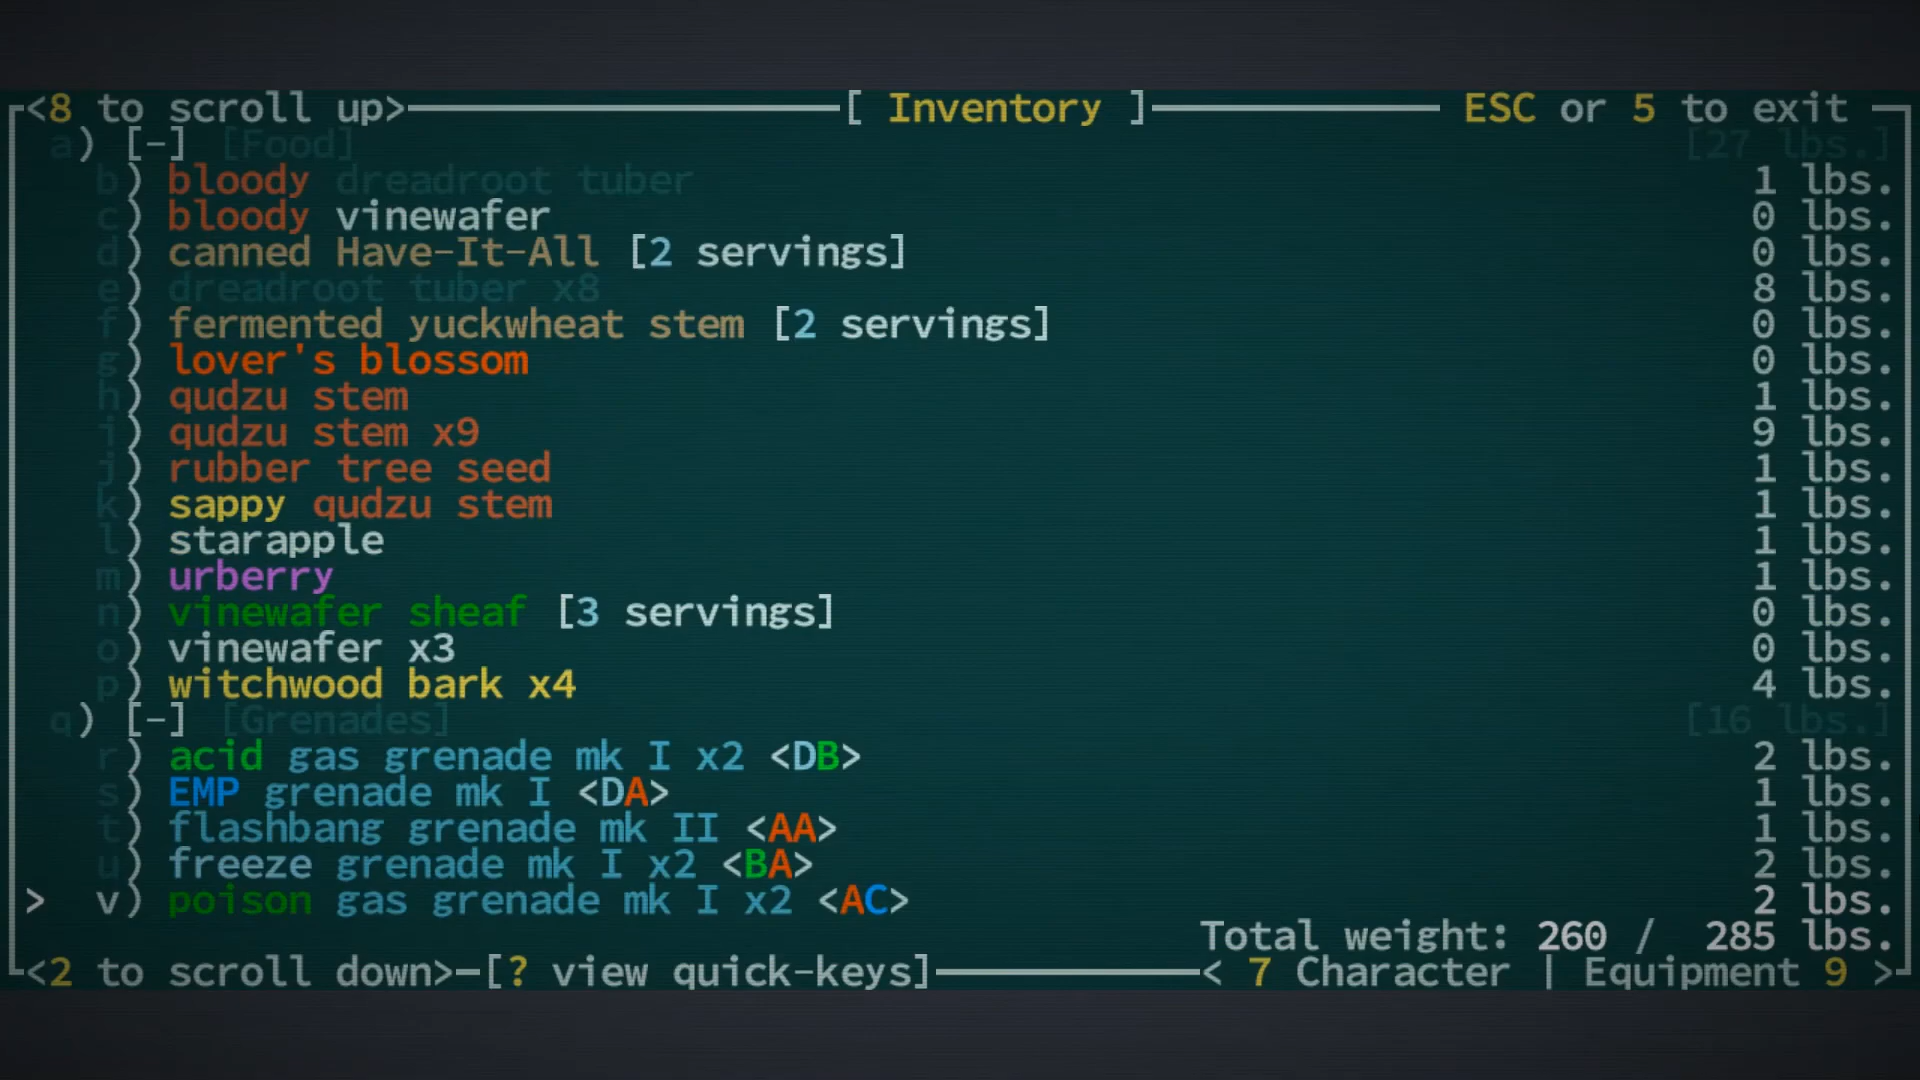 <8 to scroll up> [ Inventory ] ESC or 5 to exit
a) [-] [Food] [27 lbs.]
b) bloody dreadroot tuber 1 lbs.
c) bloody vinewafer 0 lbs.
d) canned Have-It-All [2 servings] 0 lbs.
e) dreadroot tuber x8 8 lbs.
f) fermented yuckwheat stem [2 servings] 0 lbs.
g) lover's blossom 0 lbs.
h) qudzu stem 1 lbs.
i) qudzu stem x9 9 lbs.
j) rubber tree seed 1 lbs.
k) sappy qudzu stem 1 lbs.
l) starapple 1 lbs.
m) urberry 1 lbs.
n) vinewafer sheaf [3 servings] 0 lbs.
o) vinewafer x3 0 lbs.
p) witchwood bark x4 4 lbs.
q) [-] [Grenades] [16 lbs.]
r) acid gas grenade mk I x2 <DB> 2 lbs.
s) EMP grenade mk I <DA> 1 lbs.
t) flashbang grenade mk II <AA> 1 lbs.
u) freeze grenade mk I x2 <BA> 2 lbs.
> v) poison gas grenade mk I x2 <AC> 2 lbs.
Total weight: 260 / 285 lbs.
<2 to scroll down> [? view quick-keys] < 7 Character | Equipment 9 >